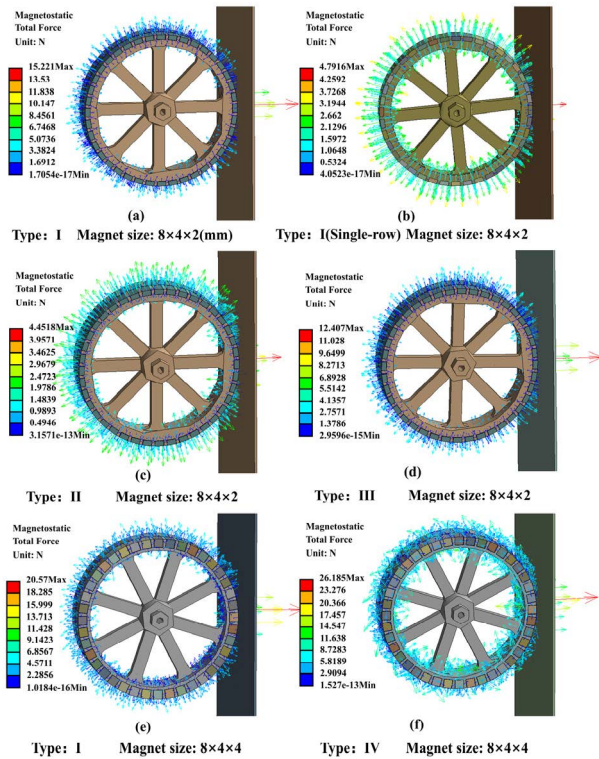 Magnetostatic
Total Force
Unit: N
15.221Max
13.53
11.838
10.147
8.4561
6.7468
5.0736
3.3824
1.6912
1.7054e-17Min
(a)
Type：I Magnet size: 8×4×2(mm)
Magnetostatic
Total Force
Unit: N
4.7916Max
4.2592
3.7268
3.1944
2.662
2.1296
1.5972
1.0648
0.5324
4.0523e-17Min
(b)
Type：I(Single-row) Magnet size: 8×4×2
Magnetostatic
Total Force
Unit: N
4.4518Max
3.9571
3.4625
2.9679
2.4723
1.9786
1.4839
0.9893
0.4946
3.1571e-13Min
(c)
Type：II Magnet size: 8×4×2
Magnetostatic
Total Force
Unit: N
12.407Max
11.028
9.6499
8.2713
6.8928
5.5142
4.1357
2.7571
1.3786
2.9596e-15Min
(d)
Type：III Magnet size: 8×4×2
Magnetostatic
Total Force
Unit: N
20.57Max
18.285
15.999
13.713
11.428
9.1423
6.8567
4.5711
2.2856
1.0184e-16Min
(e)
Type：I Magnet size: 8×4×4
Magnetostatic
Total Force
Unit: N
26.185Max
23.276
20.366
17.457
14.547
11.638
8.7283
5.8189
2.9094
1.527e-13Min
(f)
Type：IV Magnet size: 8×4×4